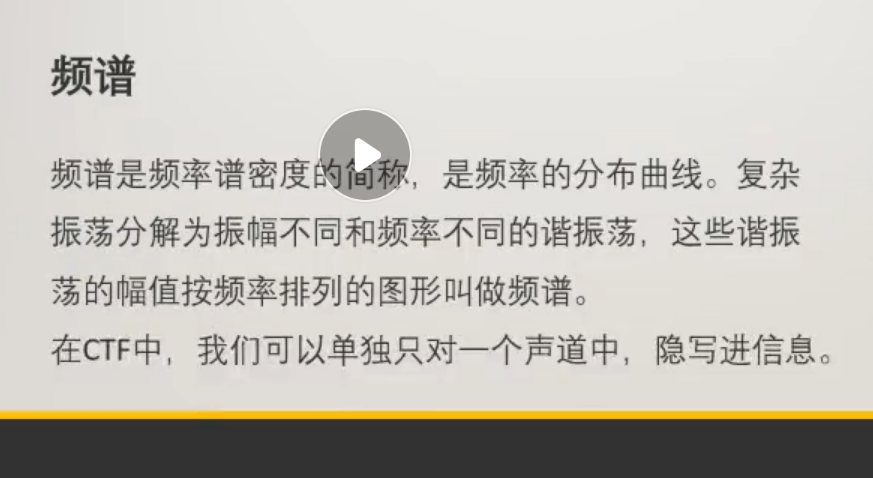 频谱
频谱是频率谱密度的简称，是频率的分布曲线。复杂
振荡分解为振幅不同和频率不同的谐振荡，这些谐振
荡的幅值按频率排列的图形叫做频谱。
在CTF中，我们可以单独只对一个声道中，隐写进信息。